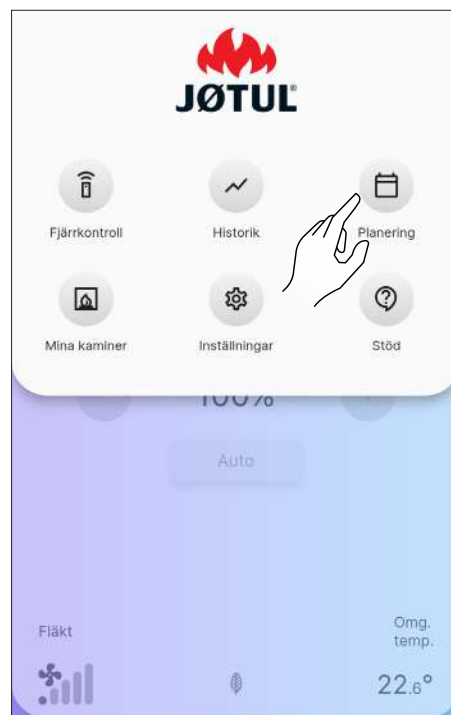 JØTUL
Fjärrkontroll Historik Planering
Mina kaminer Inställningar Stöd
100%
Auto
Fläkt
Omg.
temp.
22.6°